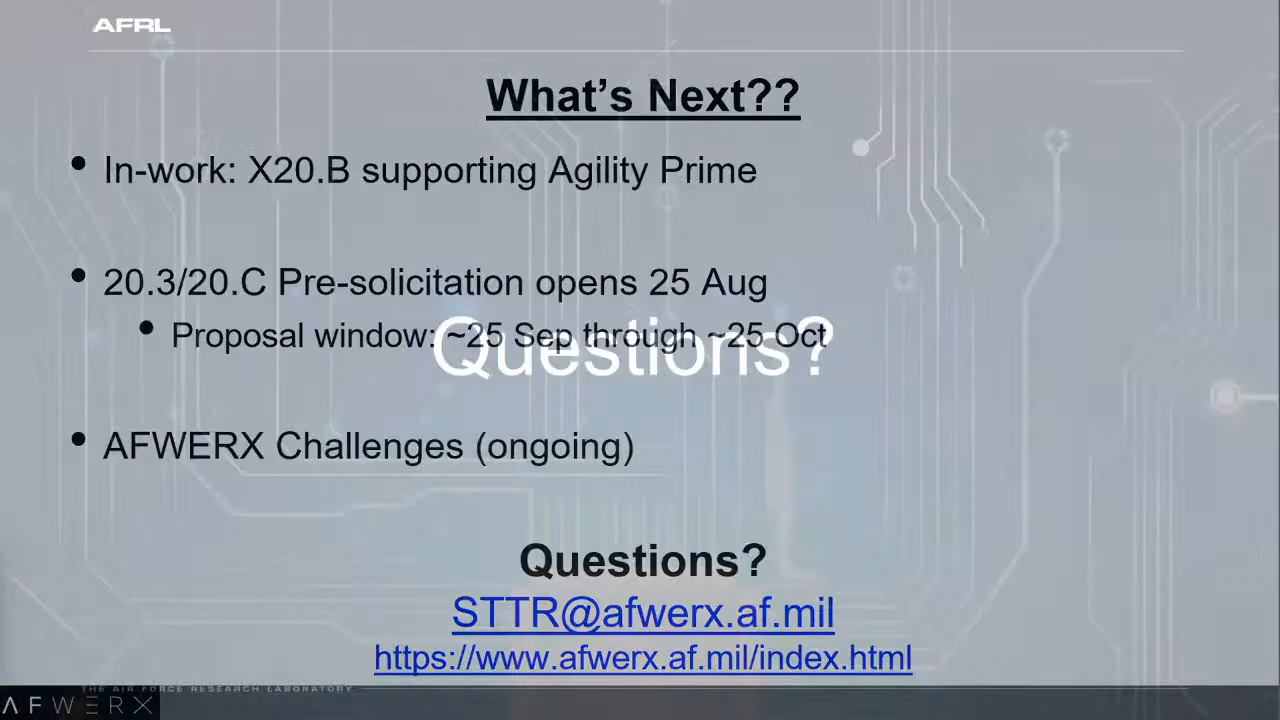 AFRL
What's Next??
• In-work: X20.B supporting Agility Prime
• 20.3/20.C Pre-solicitation opens 25 Aug
• Proposal window: ~25 Sep through ~25 Oct
Questions?
• AFWERX Challenges (ongoing)
Questions?
STTR@afwerx.af.mil
https://www.afwerx.af.mil/index.html
THE AIR FORCE RESEARCH LABORATORY
AFWERX